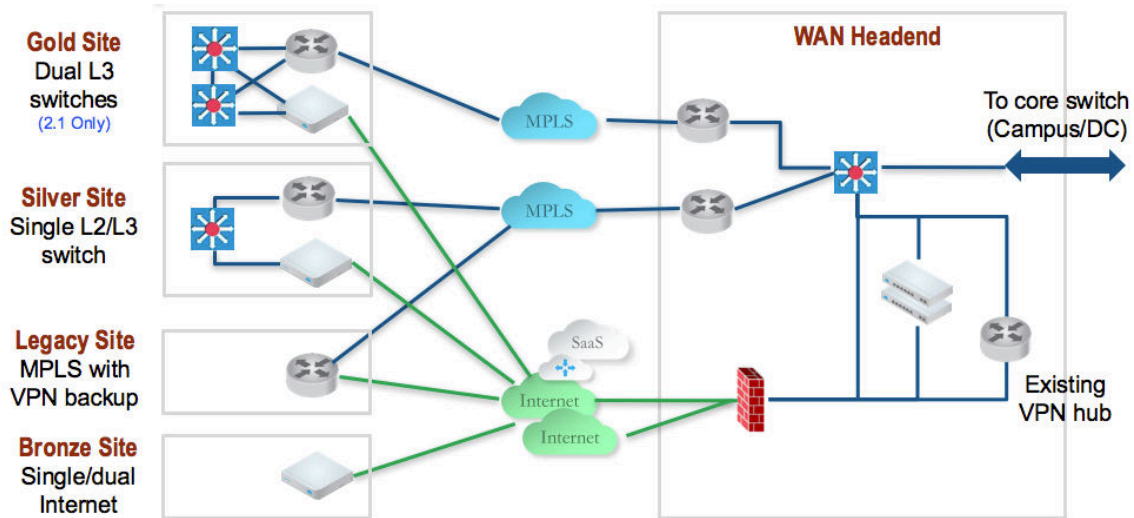 Gold Site
Dual L3
switches
(2.1 Only)
WAN Headend
To core switch
(Campus/DC)
MPLS
Silver Site
Single L2/L3
switch
MPLS
Legacy Site
MPLS with
VPN backup
SaaS
Internet
Internet
Existing
VPN hub
Bronze Site
Single/dual
Internet